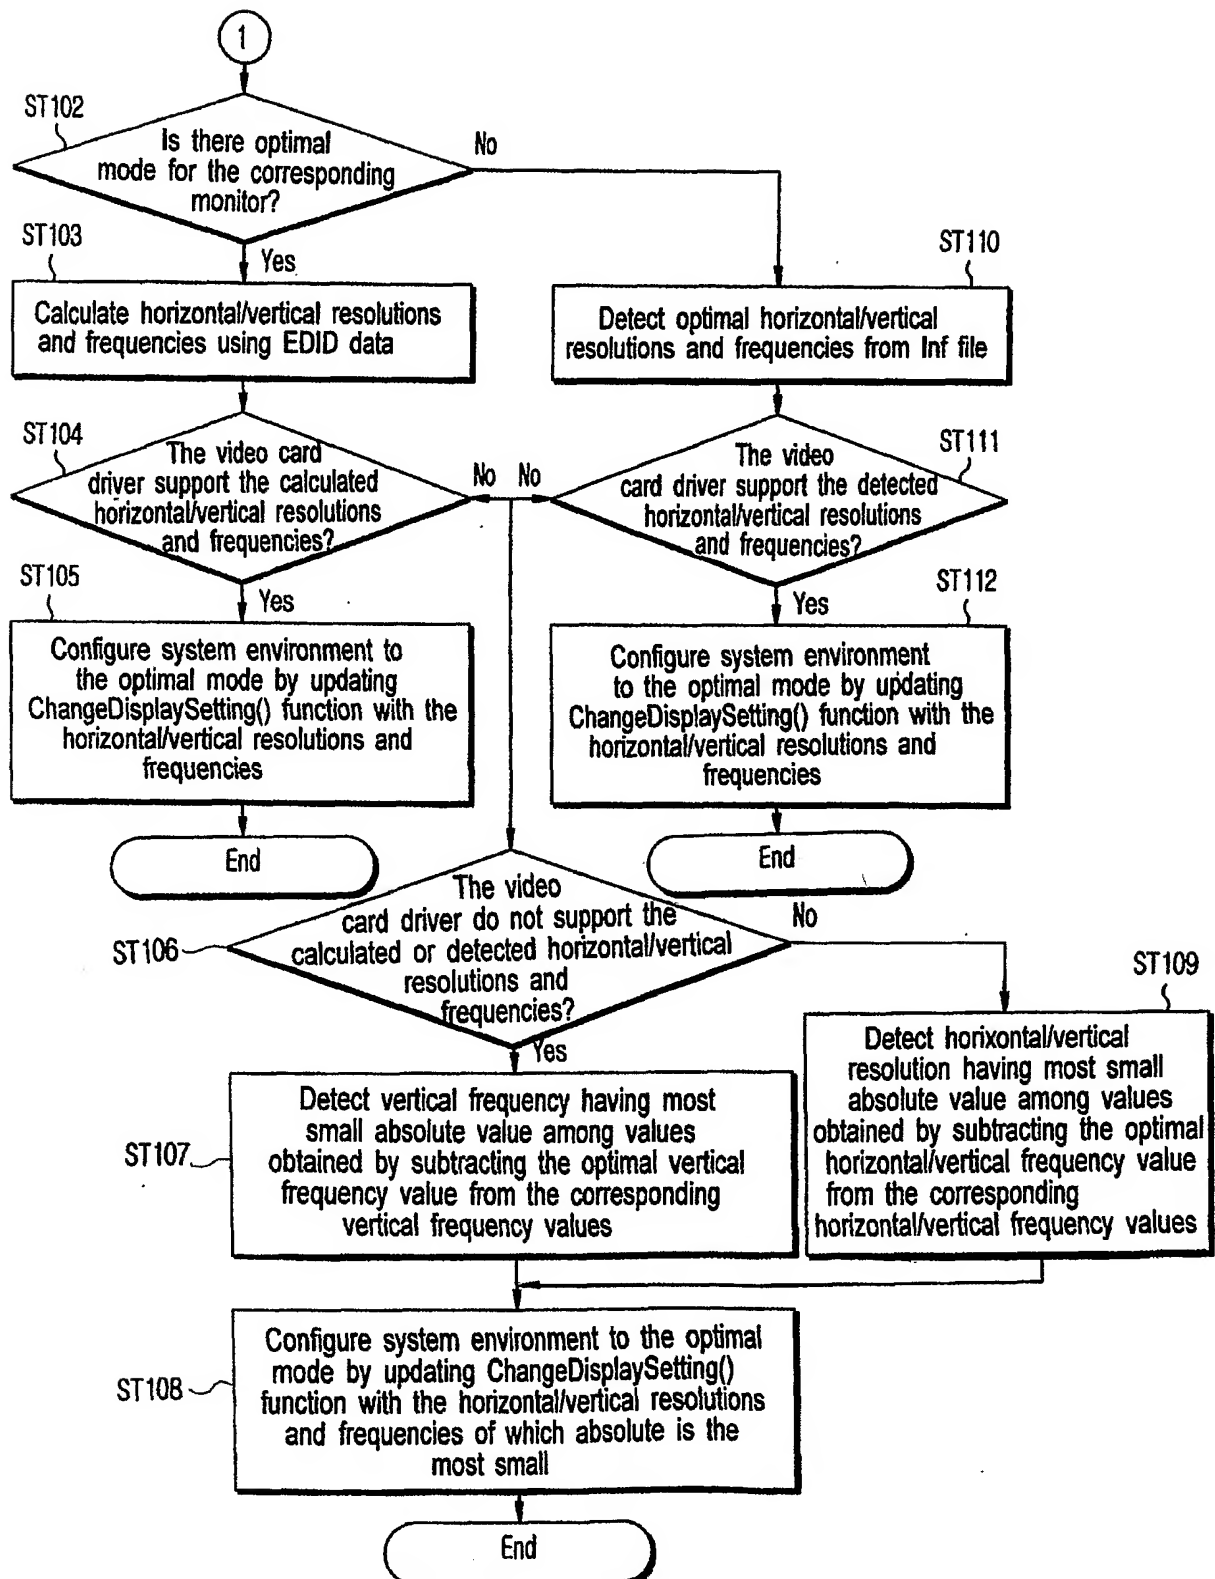 1
ST102
Is there optimal
mode for the corresponding
monitor?
No
Yes
ST103
Calculate horizontal/vertical resolutions
and frequencies using EDID data
ST110
Detect optimal horizontal/vertical
resolutions and frequencies from Inf file
ST104
The video card
driver support the calculated
horizontal/vertical resolutions
and frequencies?
No
No
ST111
The video
card driver support the detected
horizontal/vertical resolutions
and frequencies?
Yes
Yes
ST105
Configure system environment to
the optimal mode by updating
ChangeDisplaySetting() function with the
horizontal/vertical resolutions and
frequencies
ST112
Configure system environment
to the optimal mode by updating
ChangeDisplaySetting() function with the
horizontal/vertical resolutions and
frequencies
End
End
ST106
The video
card driver do not support the
calculated or detected horizontal/vertical
resolutions and
frequencies?
No
Yes
ST109
Detect horixontal/vertical
resolution having most small
absolute value among values
obtained by subtracting the optimal
horizontal/vertical frequency value
from the corresponding
horizontal/vertical frequency values
ST107
Detect vertical frequency having most
small absolute value among values
obtained by subtracting the optimal vertical
frequency value from the corresponding
vertical frequency values
ST108
Configure system environment to the optimal
mode by updating ChangeDisplaySetting()
function with the horizontal/vertical resolutions
and frequencies of which absolute is the
most small
End